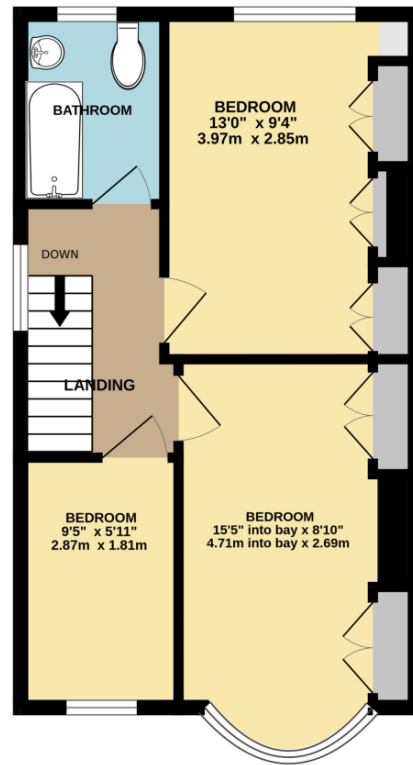 BATHROOM
BEDROOM
13'0" x 9'4"
3.97m x 2.85m
DOWN
LANDING
BEDROOM
9'5" x 5'11"
2.87m x 1.81m
BEDROOM
15'5" into bay x 8'10"
4.71m into bay x 2.69m